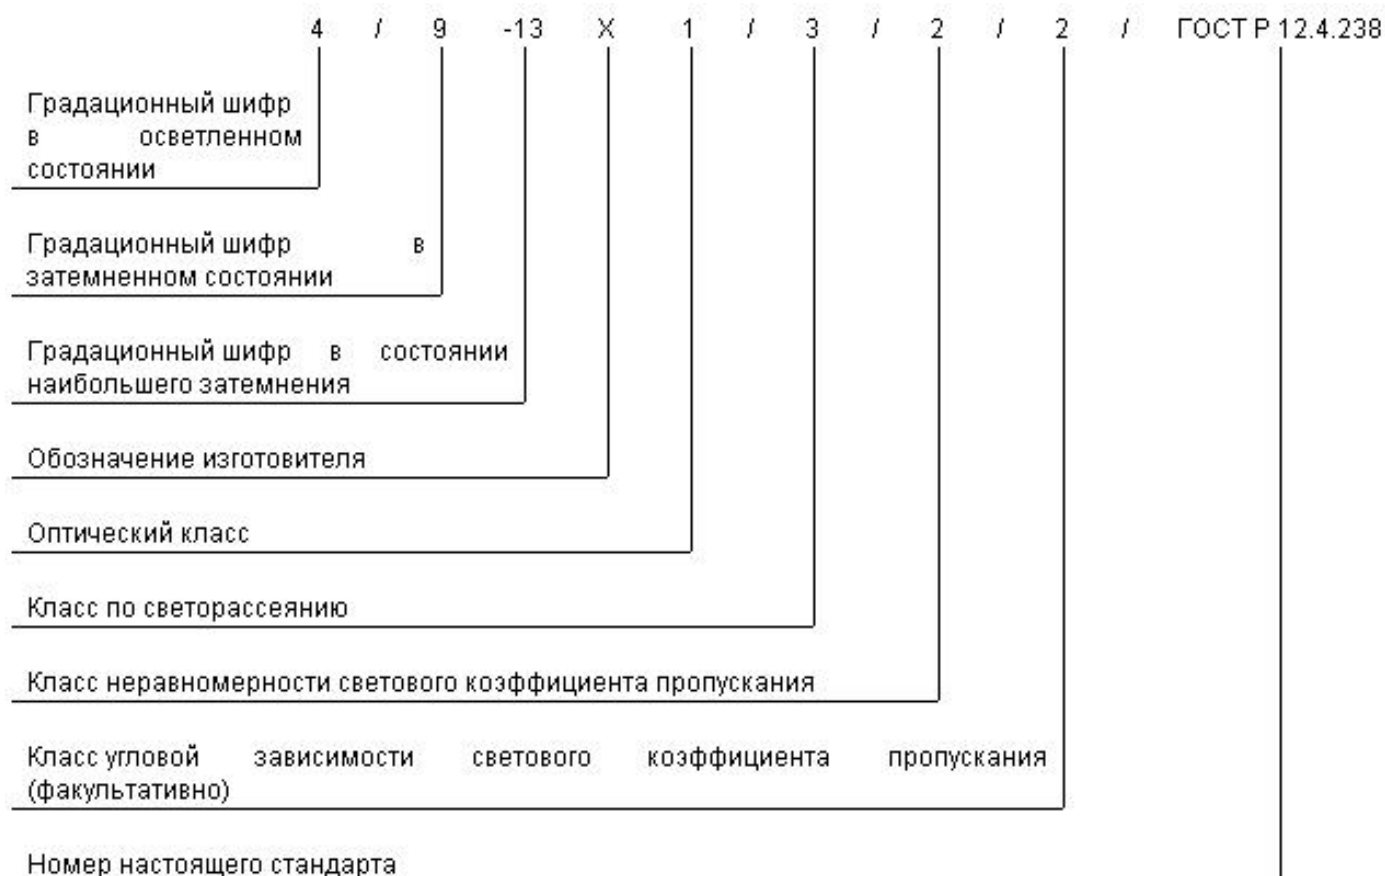 4 / 9 -13 X 1 / 3 / 2 / 2 / ГОСТ Р 12.4.238
Градационный шифр
в осветленном
состоянии
Градационный шифр в
затемненном состоянии
Градационный шифр в состоянии
наибольшего затемнения
Обозначение изготовителя
Оптический класс
Класс по светорассеянию
Класс неравномерности светового коэффициента пропускания
Класс угловой зависимости светового коэффициента пропускания
(факультативно)
Номер настоящего стандарта